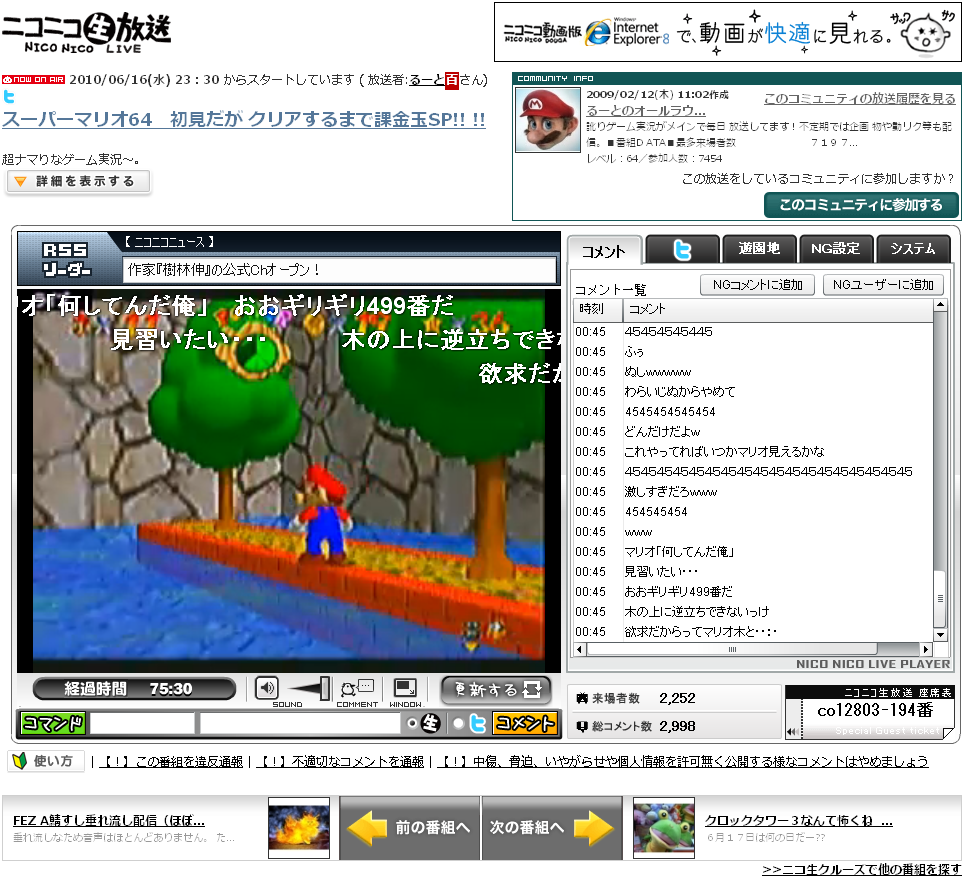 ニコニコ生放送
NICO NICO LIVE
ニコニコ動画版 Windows Internet Explorer 8 で、動画が快適に見れる。
サクッ サク
NOW ON AIR 2010/06/16(水) 23:30 からスタートしています ( 放送者:るーと百さん)
スーパーマリオ64　初見だが クリアするまで課金玉SP!! !!
超ナマりなゲーム実況～。
詳細を表示する
COMMUNITY INFO
2009/02/12(木) 11:02作成
このコミュニティの放送履歴を見る
るーとのオールラウ...
訛りゲーム実況がメインで毎日 放送してます！不定期では企画 物や動リク等も配
信。■番組D ATA■最多来場者数 ７１９７...
レベル：64／参加人数：7454
この放送をしているコミュニティに参加しますか？
このコミュニティに参加する
RSS
リーダー
【 ニコニコニュース 】
作家『樹林伸』の公式Chオープン！
リオ「何してんだ俺」 おおギリギリ499番だ
見習いたい・・・ 木の上に逆立ちできな
欲求だか
経過時間 75:30
SOUND
COMMENT
WINDOW
更新する
コマンド
生
コメント
コメント
遊園地
NG設定
システム
コメント一覧
NGコメントに追加
NGユーザーに追加
時刻 コメント
00:45 45454545445
00:45 ふぅ
00:45 ぬしwwwwww
00:45 わらいじぬからやめて
00:45 4545454545454
00:45 どんだけだよw
00:45 これやってればいつかマリオ見えるかな
00:45 4545454545454545454545454545454545454545
00:45 激しすぎだろwww
00:45 454545454
00:45 www
00:45 マリオ「何してんだ俺」
00:45 見習いたい・・・
00:45 おおギリギリ499番だ
00:45 木の上に逆立ちできないっけ
00:45 欲求だからってマリオ木と・・:・
NICO NICO LIVE PLAYER
来場者数 2,252
総コメント数 2,998
ニコニコ生放送 座席表
co12803-194番
Special Guest ticket
使い方
| 【！】この番組を違反通報 | 【！】不適切なコメントを通報 | 【！】中傷、脅迫、いやがらせや個人情報を許可無く公開する様なコメントはやめましょう
FEZ A鯖すし垂れ流し配信（ほぼ...
垂れ流しなため音声はほとんどありません。 た...
前の番組へ
次の番組へ
クロックタワー３なんて怖くね ...
６月１７日は何の日だー??
>>ニコ生クルーズで他の番組を探す